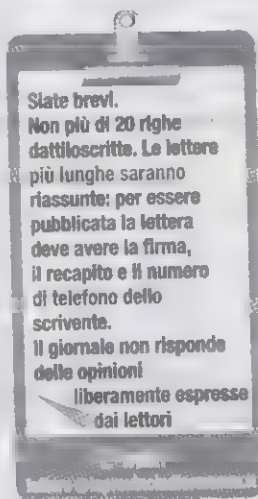 Siate brevi.
Non più di 20 righe
dattiloscritte. Le lettere
più lunghe saranno
riassunte: per essere
pubblicata la lettera
deve avere la firma,
il recapito e il numero
di telefono dello
scrivente.
Il giornale non risponde
delle opinioni
liberamente espresse
dai lettori